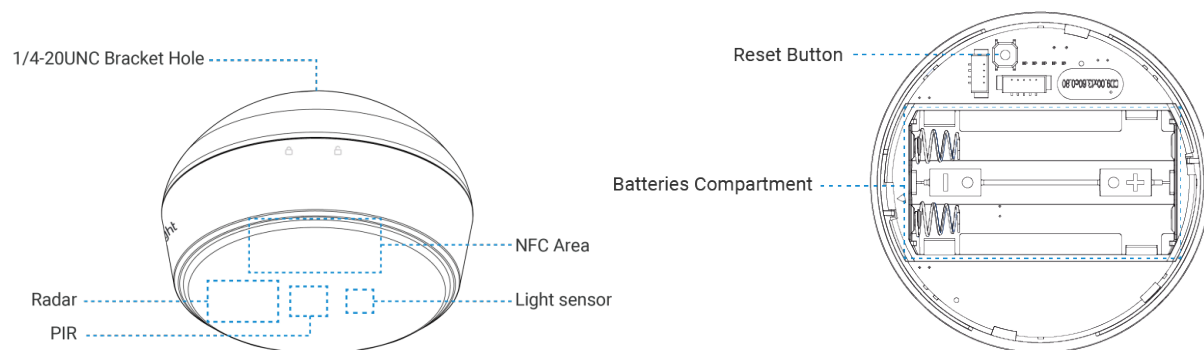 1/4-20UNC Bracket Hole
NFC Area
Radar
Light sensor
PIR
Reset Button
Batteries Compartment